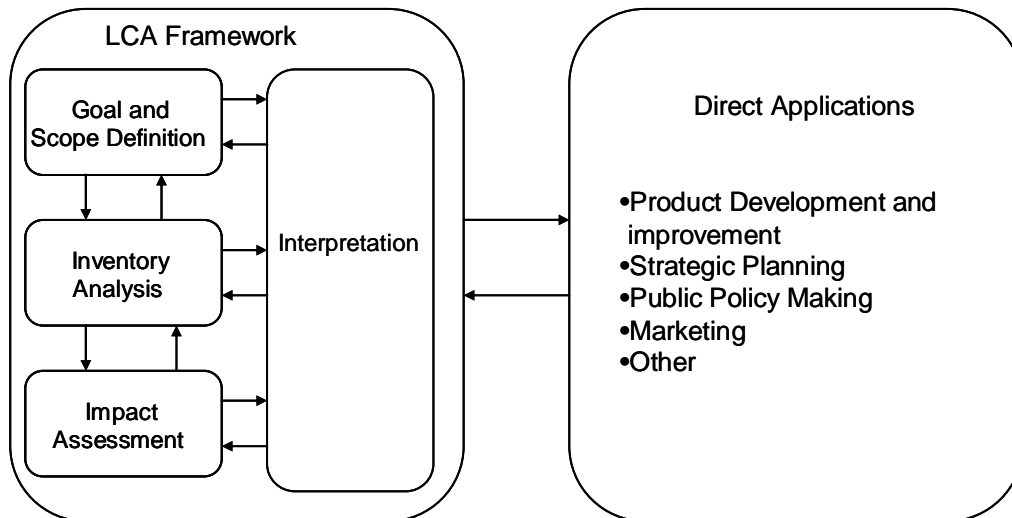 LCA Framework
Goal and
Scope Definition
Inventory
Analysis
Impact
Assessment
Interpretation
Direct Applications
•Product Development and
improvement
•Strategic Planning
•Public Policy Making
•Marketing
•Other